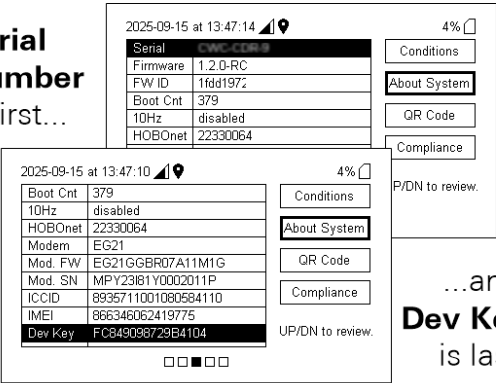 rial
umber
irst...
2025-09-15 at 13:47:14 4%
Serial
Firmware 1.2.0-RC
FW ID 1fdd1972
Boot Cnt 379
10Hz disabled
HOBOnet 22330064
Conditions
About System
QR Code
Compliance
P/DN to review.
2025-09-15 at 13:47:10 4%
Boot Cnt 379
10Hz disabled
HOBOnet 22330064
Modem EG21
Mod. FW EG21GGBR07A11M1G
Mod. SN MPY23I81Y0002011P
ICCID 8935711001080584110
IMEI 866346062419775
Dev Key FC849098729B4104
Conditions
About System
QR Code
Compliance
UP/DN to review.
...ar
Dev Ke
is la